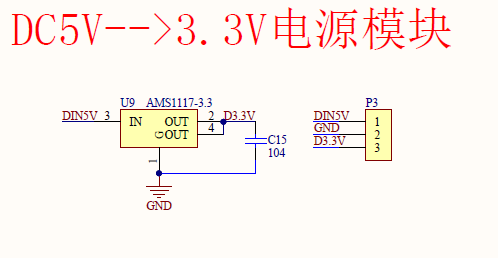 DC5V-->3.3V电源模块
U9 AMS1117-3.3
P3
DIN5V 3 IN OUT 2 D3.3V
G OUT 4
1
C15
104
GND
DIN5V 1
GND 2
D3.3V 3